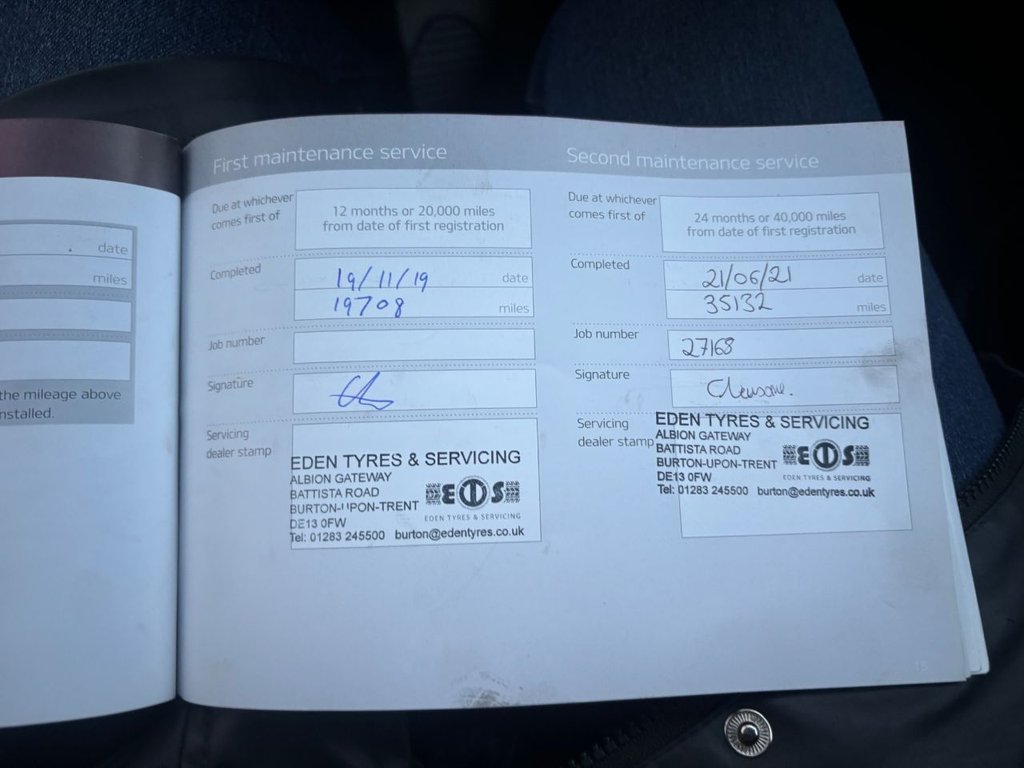 date
miles
the mileage above
nstalled.
First maintenance service
Due at whichever
comes first of
12 months or 20,000 miles
from date of first registration
Completed
19/11/19 date
19708 miles
Job number
Signature
Servicing
dealer stamp
EDEN TYRES & SERVICING
ALBION GATEWAY
BATTISTA ROAD
BURTON-UPON-TRENT
DE13 0FW
Tel: 01283 245500 burton@edentyres.co.uk
ETS
EDEN TYRES & SERVICING
Second maintenance service
Due at whichever
comes first of
24 months or 40,000 miles
from date of first registration
Completed
21/06/21 date
35132 miles
Job number
27168
Signature
Servicing
dealer stamp
EDEN TYRES & SERVICING
ALBION GATEWAY
BATTISTA ROAD
BURTON-UPON-TRENT
DE13 0FW
Tel: 01283 245500 burton@edentyres.co.uk
ETS
EDEN TYRES & SERVICING
15